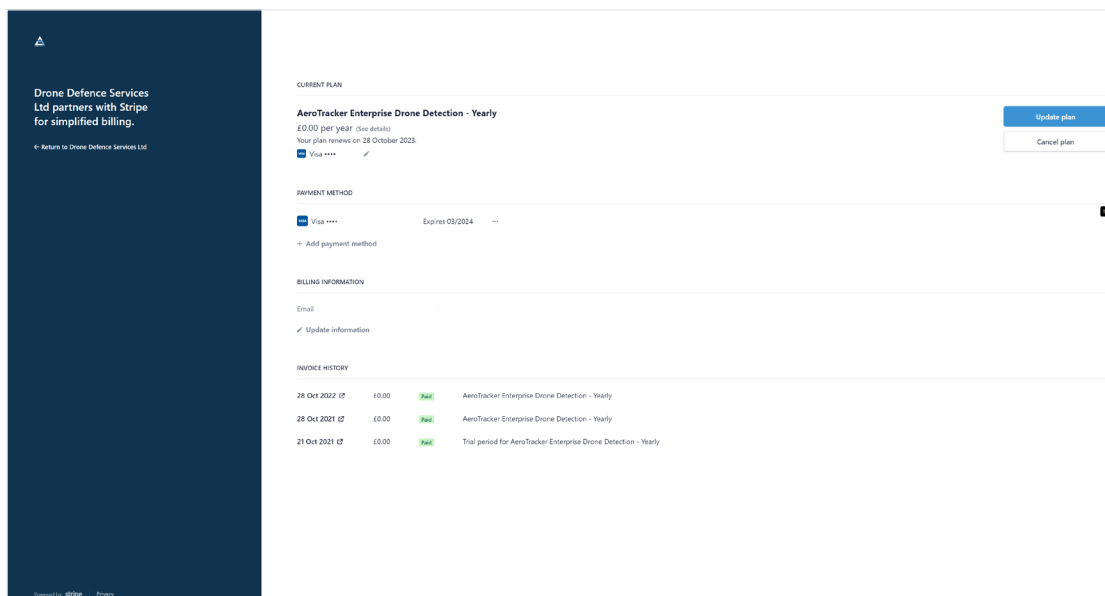 Drone Defence Services
Ltd partners with Stripe
for simplified billing.
← Return to Drone Defence Services Ltd
Powered by stripe Privacy
CURRENT PLAN
AeroTracker Enterprise Drone Detection - Yearly
£0.00 per year (See details)
Your plan renews on 28 October 2023.
VISA Visa ••••
Update plan
Cancel plan
PAYMENT METHOD
VISA Visa •••• Expires 03/2024 ···
+ Add payment method
BILLING INFORMATION
Email
Update information
INVOICE HISTORY
28 Oct 2022 £0.00 Paid AeroTracker Enterprise Drone Detection - Yearly
28 Oct 2021 £0.00 Paid AeroTracker Enterprise Drone Detection - Yearly
21 Oct 2021 £0.00 Paid Trial period for AeroTracker Enterprise Drone Detection - Yearly